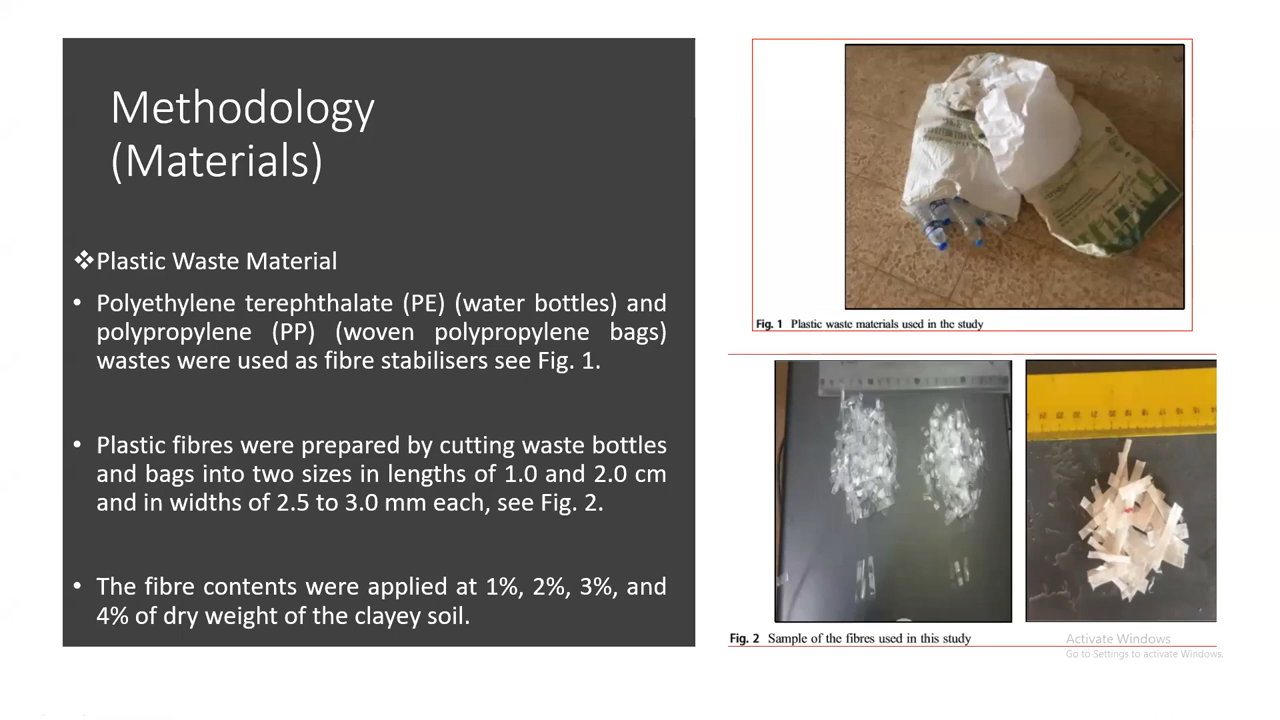 Methodology
(Materials)
❖Plastic Waste Material
• Polyethylene terephthalate (PE) (water bottles) and
polypropylene (PP) (woven polypropylene bags)
wastes were used as fibre stabilisers see Fig. 1.
• Plastic fibres were prepared by cutting waste bottles
and bags into two sizes in lengths of 1.0 and 2.0 cm
and in widths of 2.5 to 3.0 mm each, see Fig. 2.
• The fibre contents were applied at 1%, 2%, 3%, and
4% of dry weight of the clayey soil.
Fig. 1 Plastic waste materials used in the study
Fig. 2 Sample of the fibres used in this study
Activate Windows
Go to Settings to activate Windows.